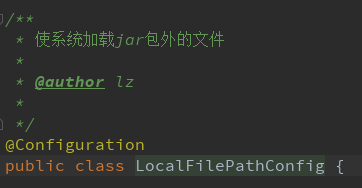 /**
 * 使系统加载jar包外的文件
 *
 * @author lz
 *
 */
@Configuration
public class LocalFilePathConfig {